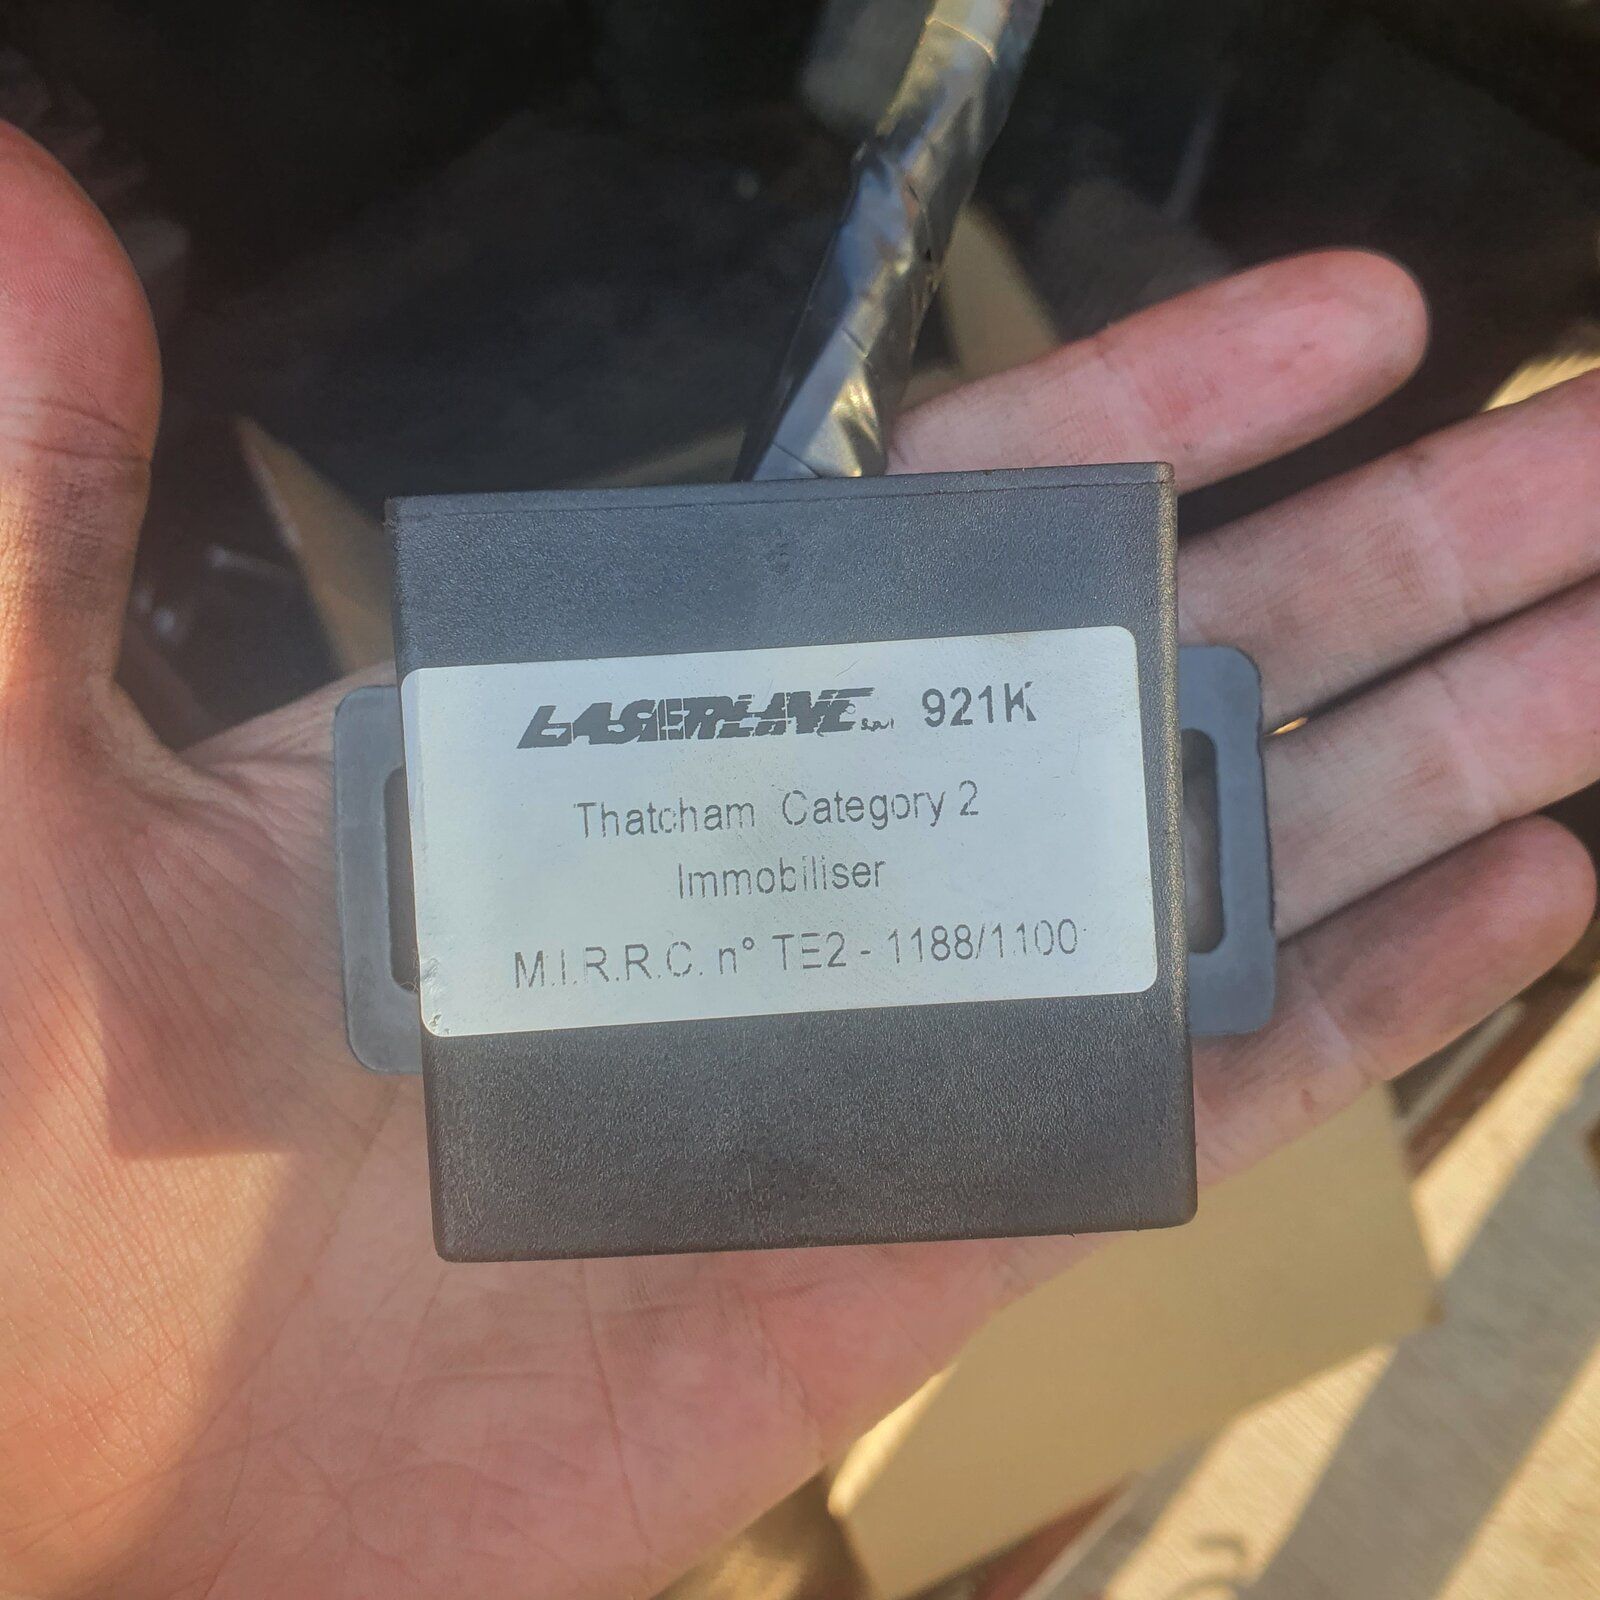 LASERLINE S.p.A. 921K
Thatcham Category 2
Immobiliser
M.I.R.R.C. n° TE2 - 1188/1100